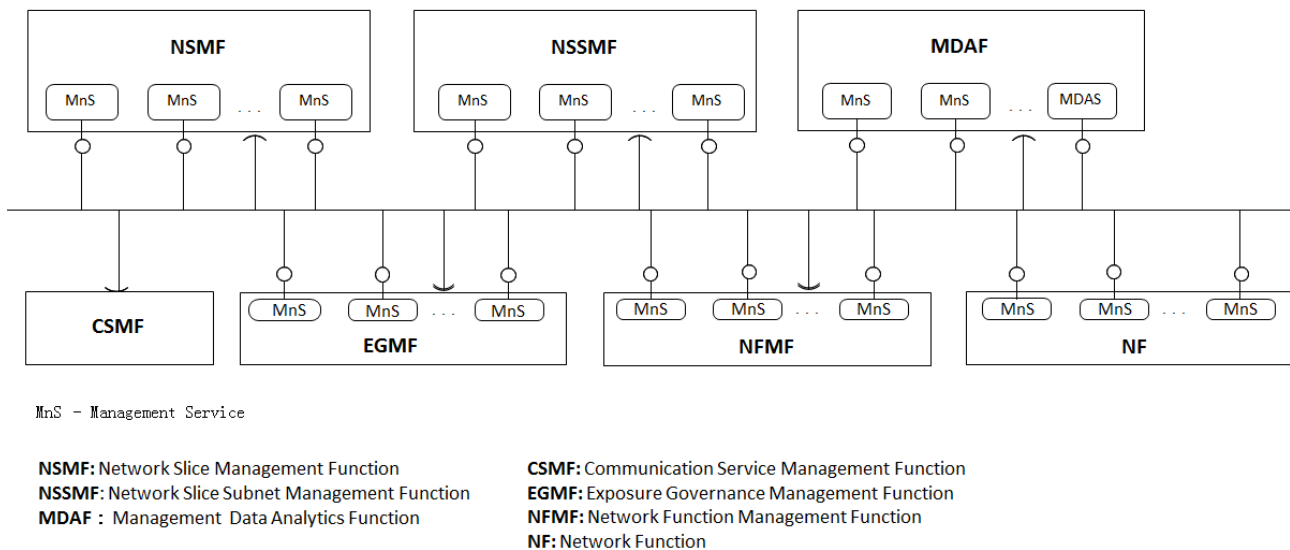 NSMF NSSMF MDAF
MnS MnS ... MnS MnS MnS ... MnS MnS MnS ... MDAS
CSMF
MnS MnS ... MnS MnS MnS ... MnS MnS MnS ... MnS
EGMF NFMF NF
MnS - Management Service
NSMF: Network Slice Management Function
NSSMF: Network Slice Subnet Management Function
MDAF : Management Data Analytics Function
CSMF: Communication Service Management Function
EGMF: Exposure Governance Management Function
NFMF: Network Function Management Function
NF: Network Function